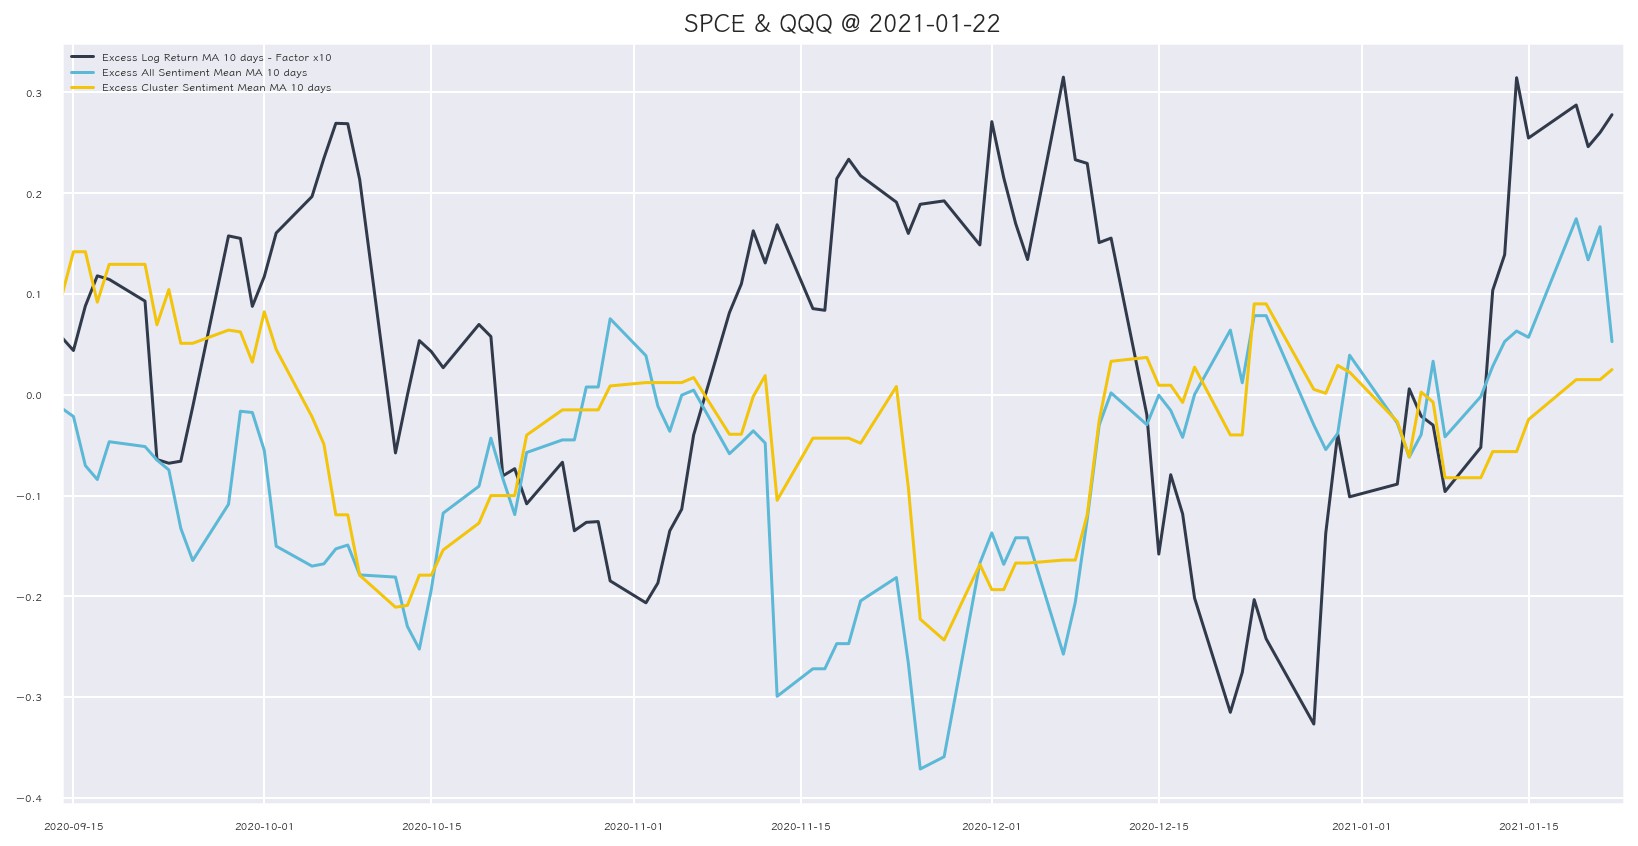 SPCE & QQQ @ 2021-01-22
Excess Log Return MA 10 days - Factor x10
Excess All Sentiment Mean MA 10 days
Excess Cluster Sentiment Mean MA 10 days
0.3
0.2
0.1
0.0
−0.1
−0.2
−0.3
−0.4
2020-09-15 2020-10-01 2020-10-15 2020-11-01 2020-11-15 2020-12-01 2020-12-15 2021-01-01 2021-01-15